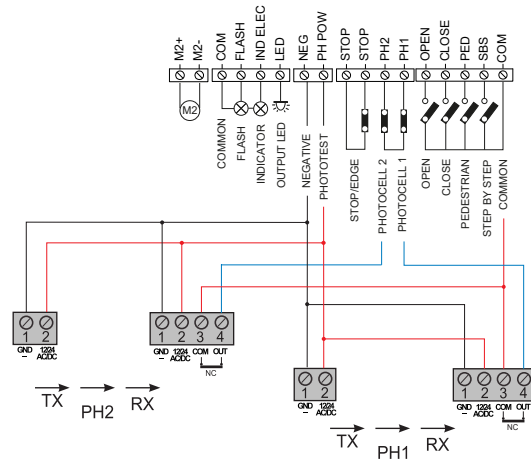 M2+ M2- COM FLASH IND ELEC LED NEG PH POW STOP STOP PH2 PH1 OPEN CLOSE PED SBS COM
M2
COMMON FLASH INDICATOR OUTPUT LED NEGATIVE PHOTOTEST STOP/EDGE PHOTOCELL 2 PHOTOCELL 1 OPEN CLOSE PEDESTRIAN STEP BY STEP COMMON
1 2
GND 12/24
– AC/DC
1 2 3 4
GND 12/24 COM OUT
– AC/DC
NC
TX PH2 RX
1 2
GND 12/24
– AC/DC
1 2 3 4
GND 12/24 COM OUT
– AC/DC
NC
TX PH1 RX